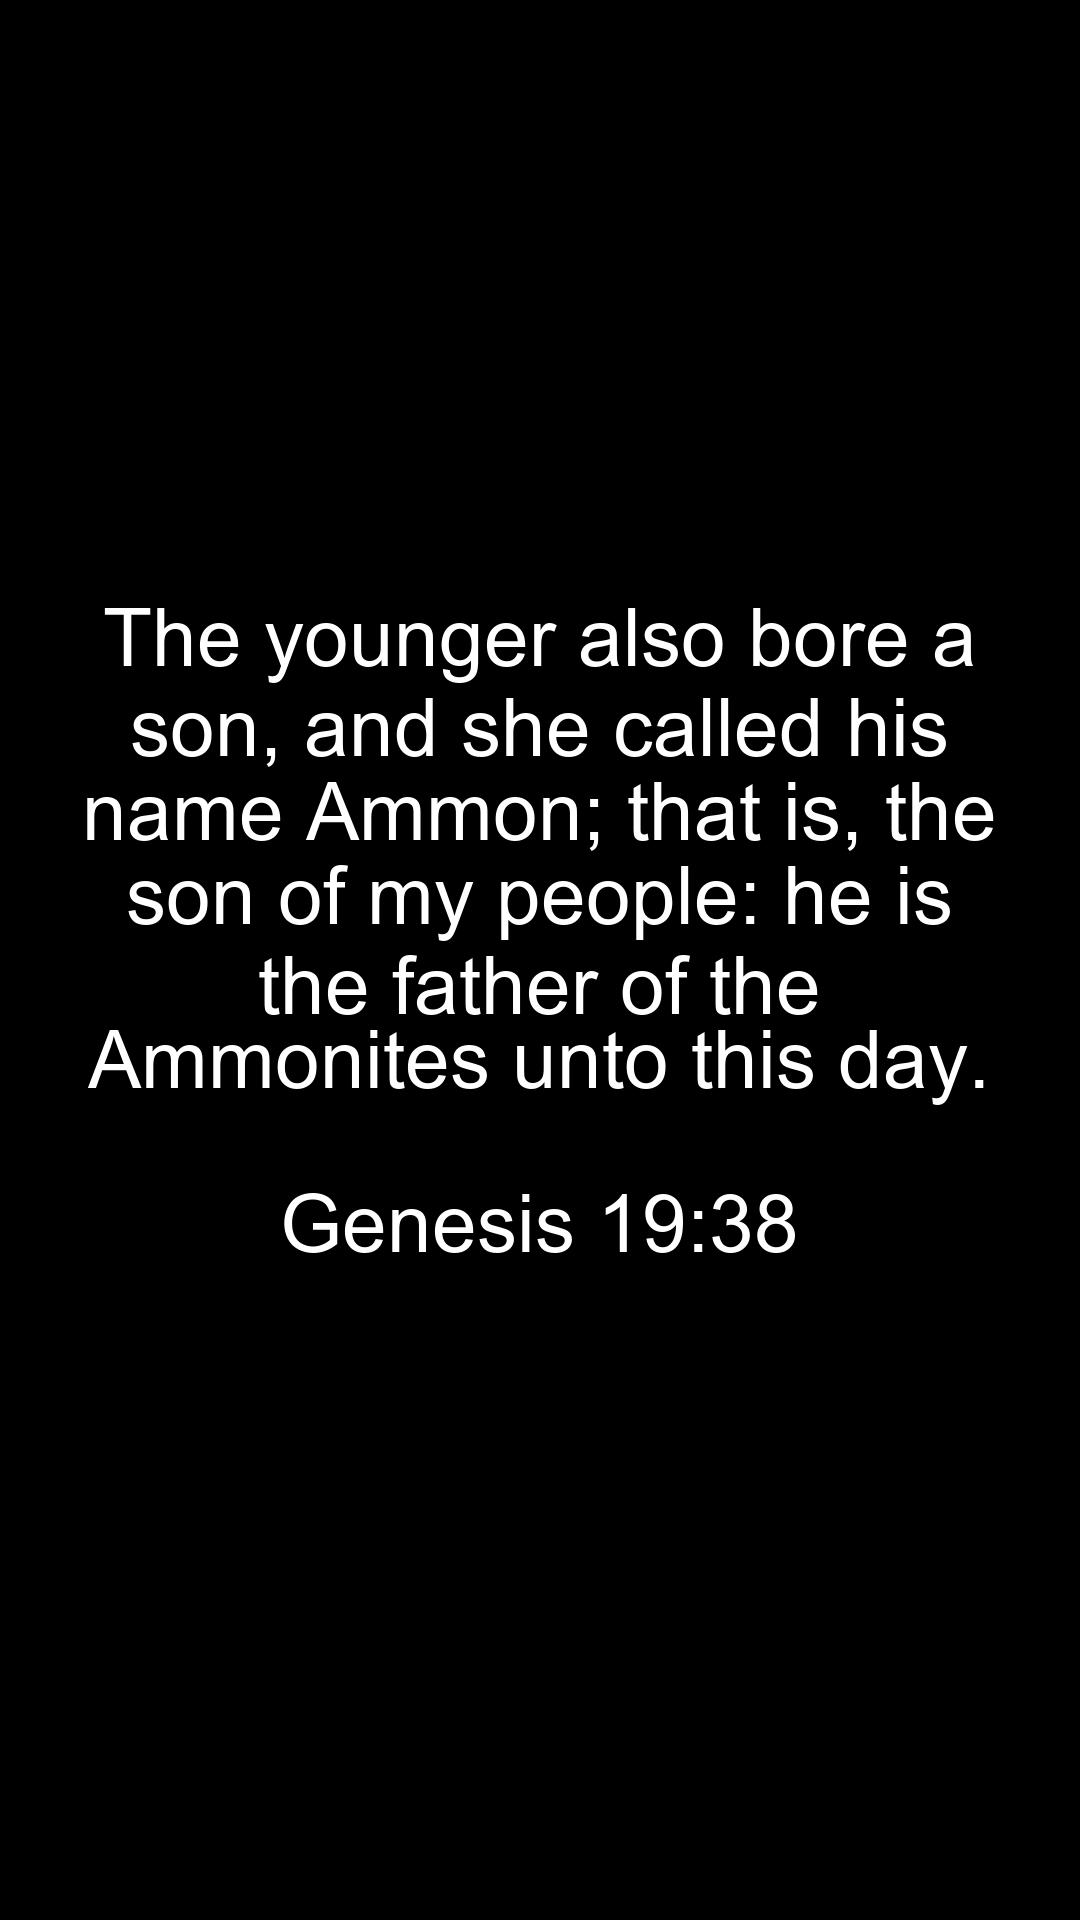 The younger also bore a
son, and she called his
name Ammon; that is, the
son of my people: he is
the father of the
Ammonites unto this day.
Genesis 19:38